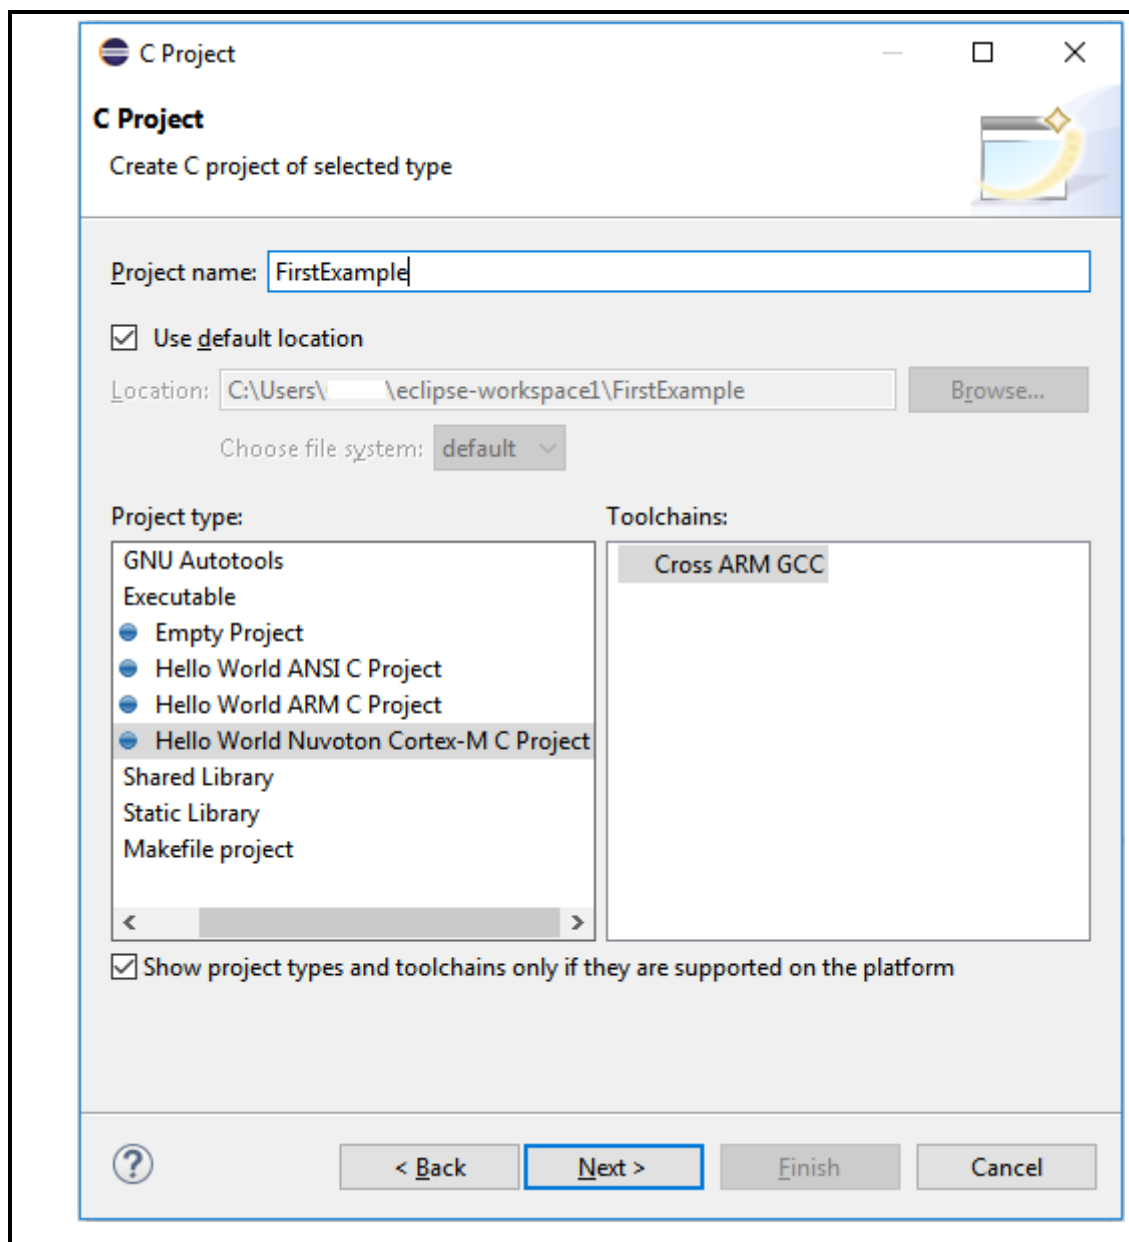 C Project
C Project
Create C project of selected type
Project name: FirstExample
Use default location
Location: C:\Users\ \eclipse-workspace1\FirstExample Browse...
Choose file system: default
Project type: Toolchains:
GNU Autotools Cross ARM GCC
Executable
Empty Project
Hello World ANSI C Project
Hello World ARM C Project
Hello World Nuvoton Cortex-M C Project
Shared Library
Static Library
Makefile project
Show project types and toolchains only if they are supported on the platform
? < Back Next > Finish Cancel